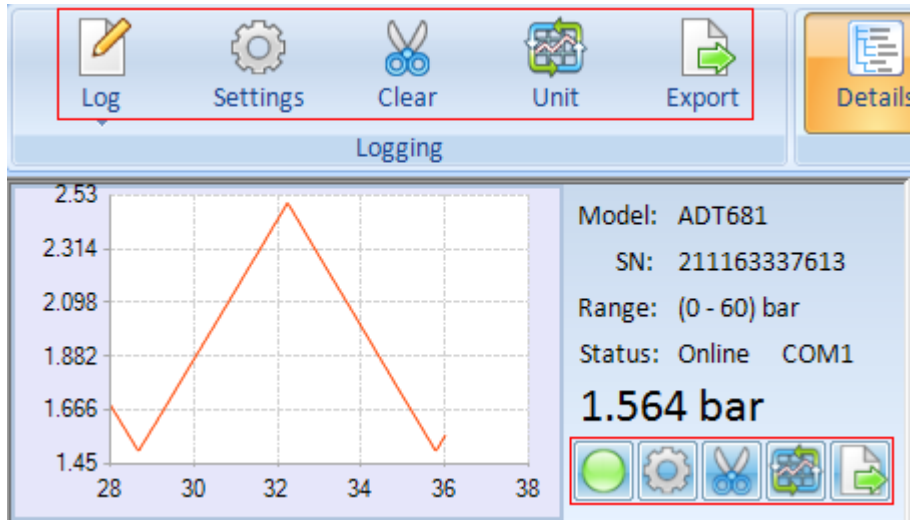 Log Settings Clear Unit Export Details
Logging
2.53
2.314
2.098
1.882
1.666
1.45
28 30 32 34 36 38
Model: ADT681
SN: 211163337613
Range: (0 - 60) bar
Status: Online COM1
1.564 bar